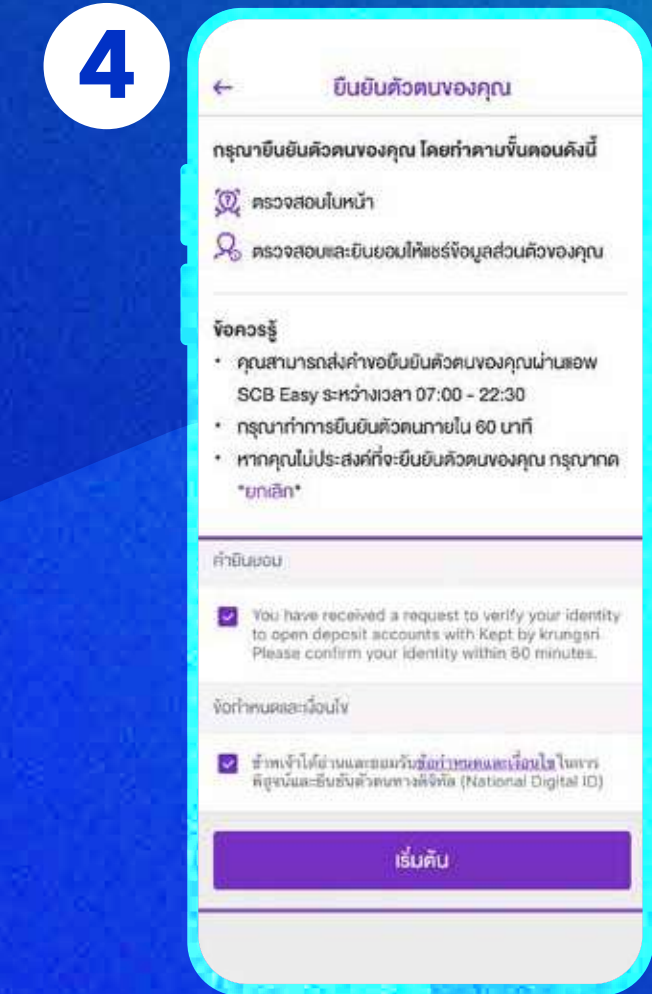 4
← ยืนยันตัวตนของคุณ
กรุณายืนยันตัวตนของคุณ โดยทำตามขั้นตอนดังนี้
ตรวจสอบใบหน้า
ตรวจสอบและยินยอมให้แชร์ข้อมูลส่วนตัวของคุณ
ข้อควรรู้
• คุณสามารถส่งคำขอยืนยันตัวตนของคุณผ่านแอพ
SCB Easy ระหว่างเวลา 07:00 - 22:30
• กรุณาทำการยืนยันตัวตนภายใน 60 นาที
• หากคุณไม่ประสงค์ที่จะยืนยันตัวตนของคุณ กรุณากด
"ยกเลิก"
คำยินยอม
You have received a request to verify your identity
to open deposit accounts with Kept by krungsri
Please confirm your identity within 60 minutes.
ข้อกำหนดและเงื่อนไข
ข้าพเจ้าได้อ่านและยอมรับข้อกำหนดและเงื่อนไขในการ
พิสูจน์และยืนยันตัวตนทางดิจิทัล (National Digital ID)
เริ่มต้น